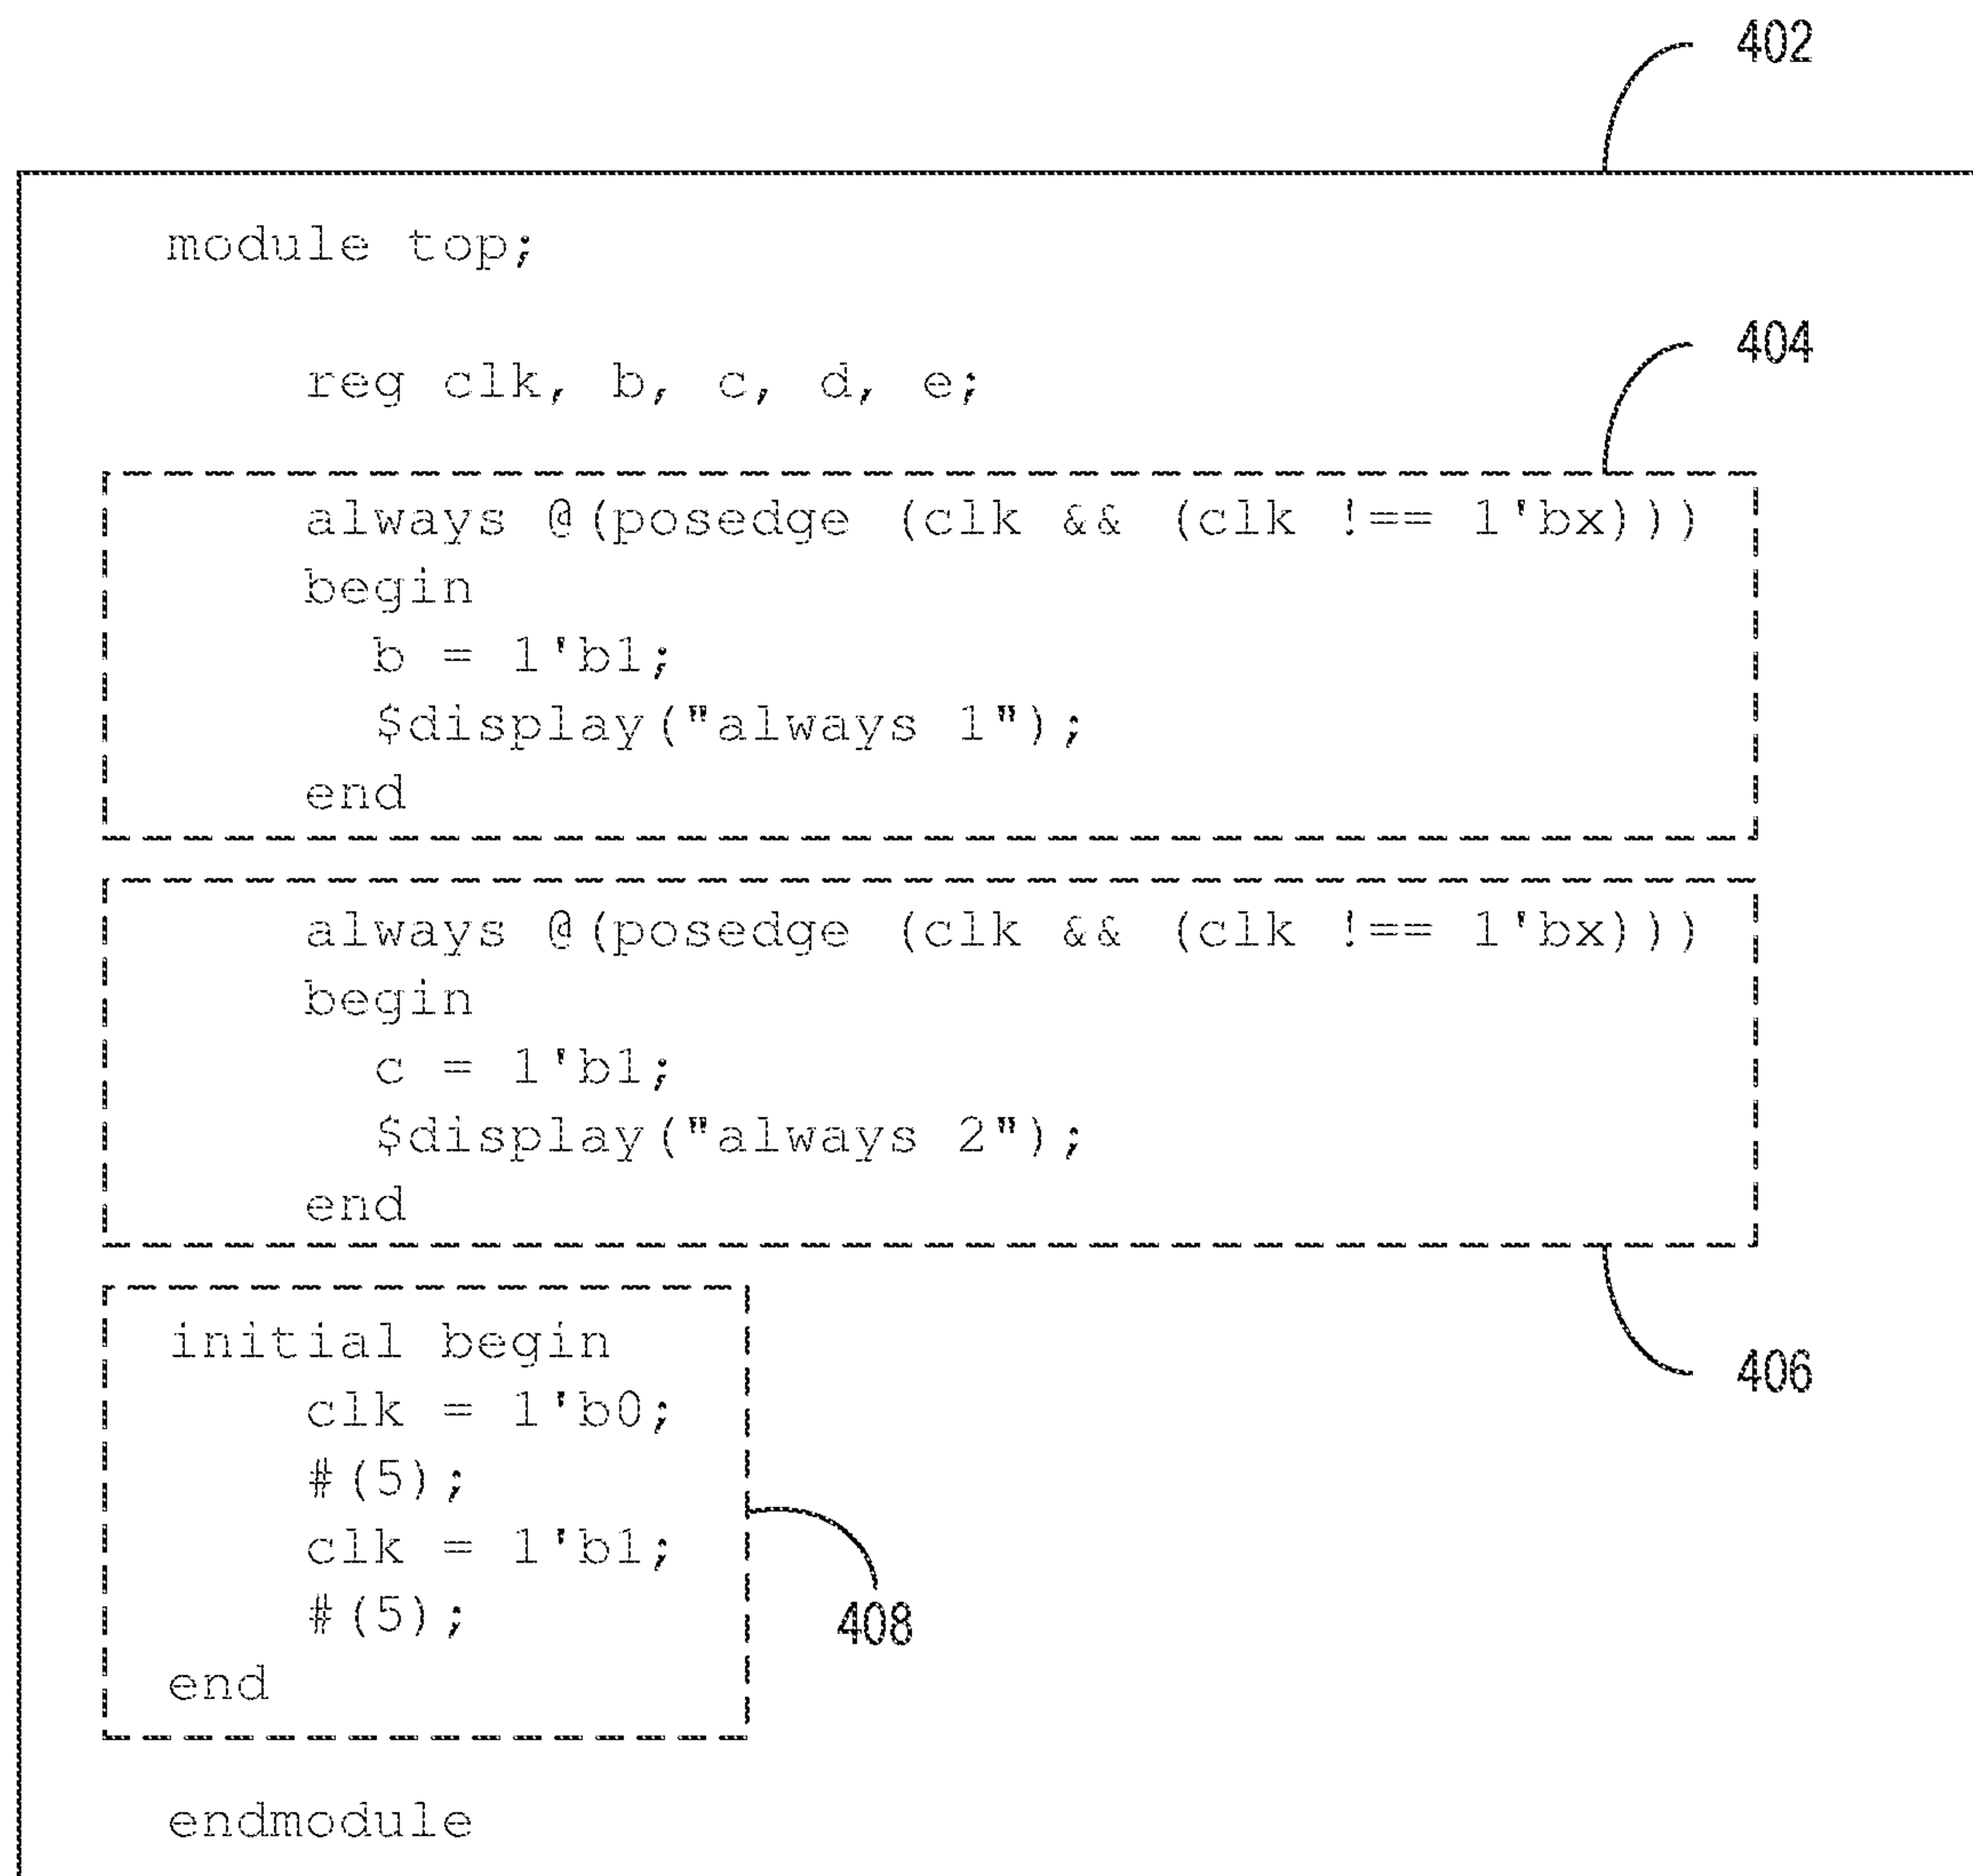 402
module top;
404
reg clk, b, c, d, e;
always @(posedge (clk && (clk !== 1'bx)))
begin
b = 1'b1;
$display("always 1");
end
always @(posedge (clk && (clk !== 1'bx)))
begin
c = 1'b1;
$display("always 2");
end
initial begin
406
clk = 1'b0;
#(5);
clk = 1'b1;
#(5);
408
end
endmodule